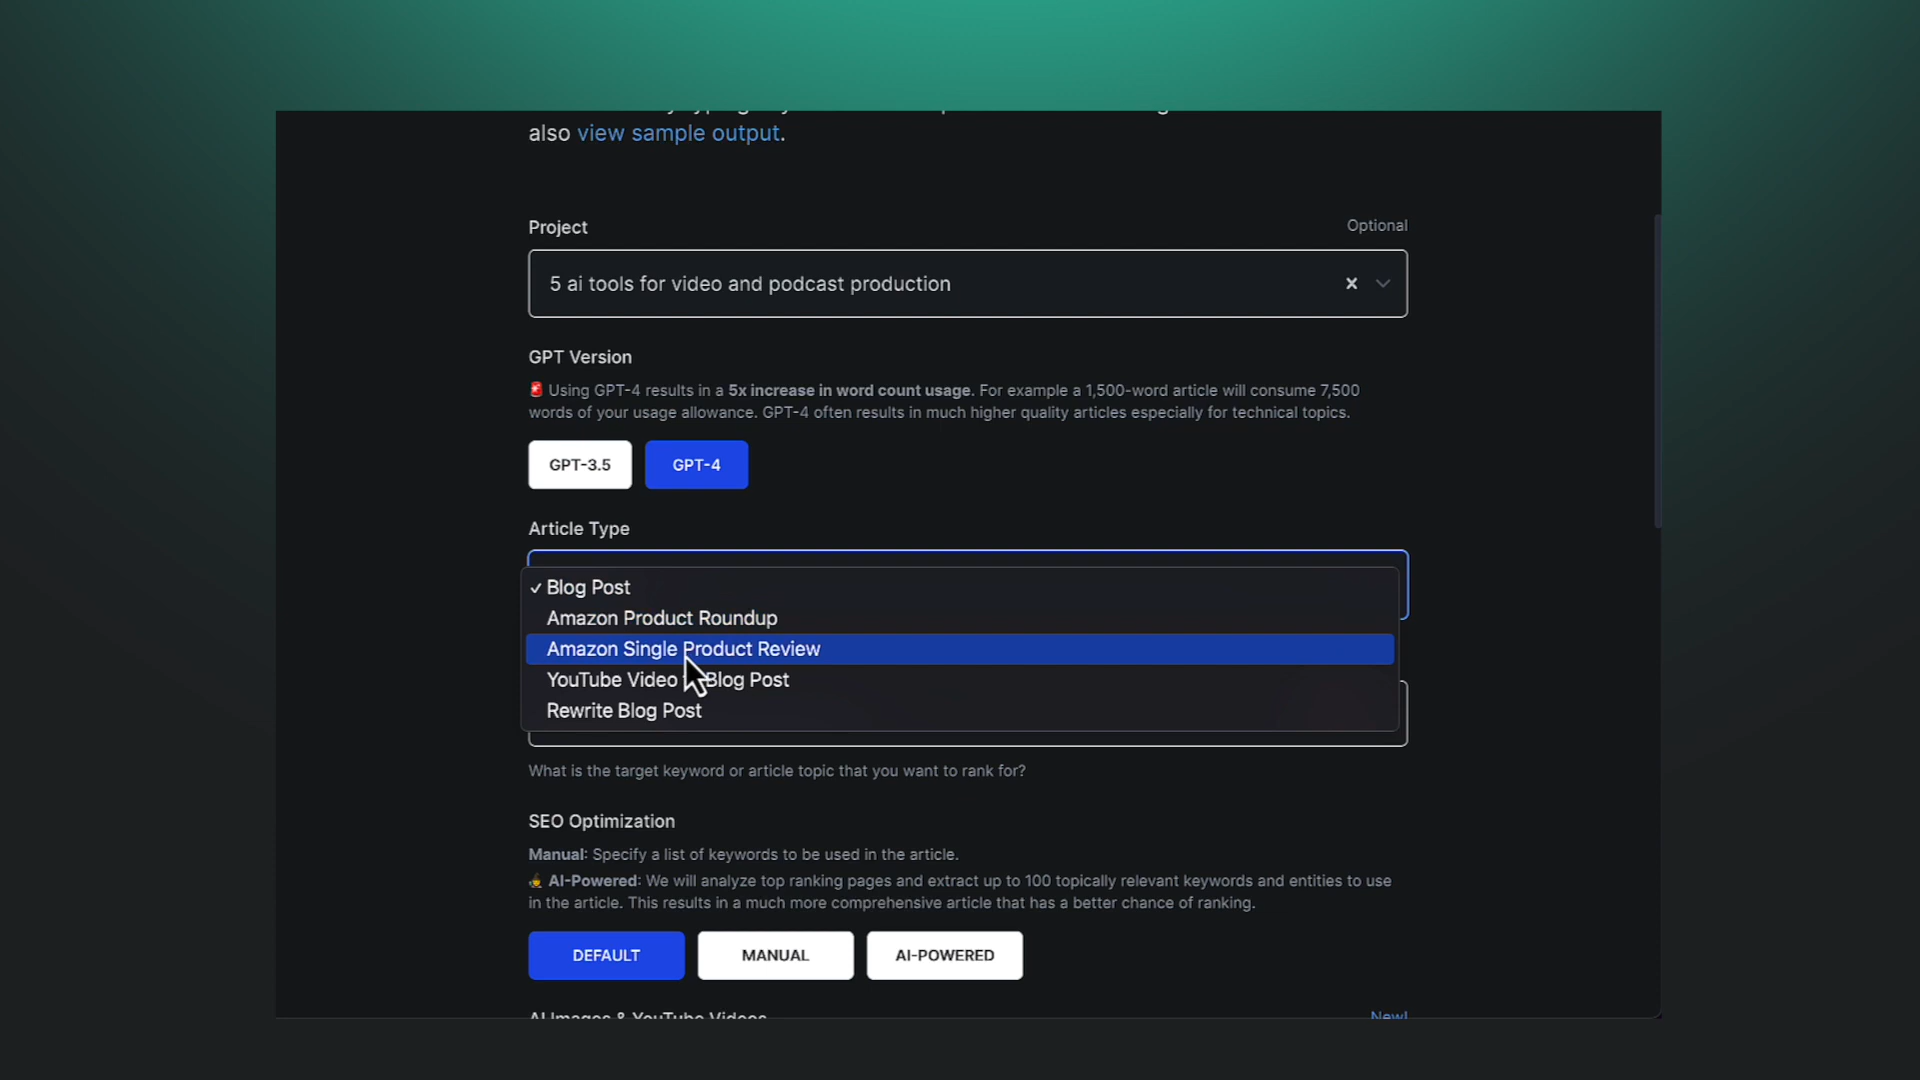 also view sample output.
Project
Optional
5 ai tools for video and podcast production
GPT Version
Using GPT-4 results in a 5x increase in word count usage. For example a 1,500-word article will consume 7,500
words of your usage allowance. GPT-4 often results in much higher quality articles especially for technical topics.
GPT-3.5
GPT-4
Article Type
✓ Blog Post
Amazon Product Roundup
Amazon Single Product Review
YouTube Video Blog Post
Rewrite Blog Post
What is the target keyword or article topic that you want to rank for?
SEO Optimization
Manual: Specify a list of keywords to be used in the article.
AI-Powered: We will analyze top ranking pages and extract up to 100 topically relevant keywords and entities to use
in the article. This results in a much more comprehensive article that has a better chance of ranking.
DEFAULT
MANUAL
AI-POWERED
AI Images & YouTube Videos
New!